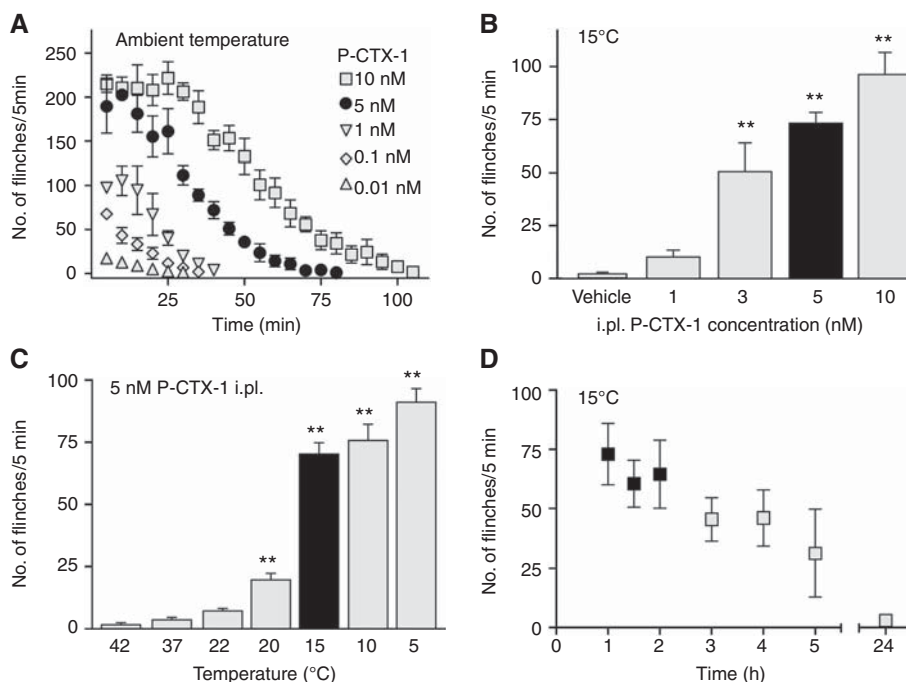 A
Ambient temperature
No. of flinches/5min
250
200
150
100
50
0
25
50
75
100
Time (min)
P-CTX-1
10 nM
5 nM
1 nM
0.1 nM
0.01 nM
B
15°C
No. of flinches/5 min
100
75
50
25
0
**
**
**
Vehicle
1
3
5
10
i.pl. P-CTX-1 concentration (nM)
C
5 nM P-CTX-1 i.pl.
No. of flinches/5 min
100
75
50
25
0
**
**
**
**
42
37
22
20
15
10
5
Temperature (°C)
D
15°C
No. of flinches/5 min
100
75
50
25
0
0
1
2
3
4
5
24
Time (h)